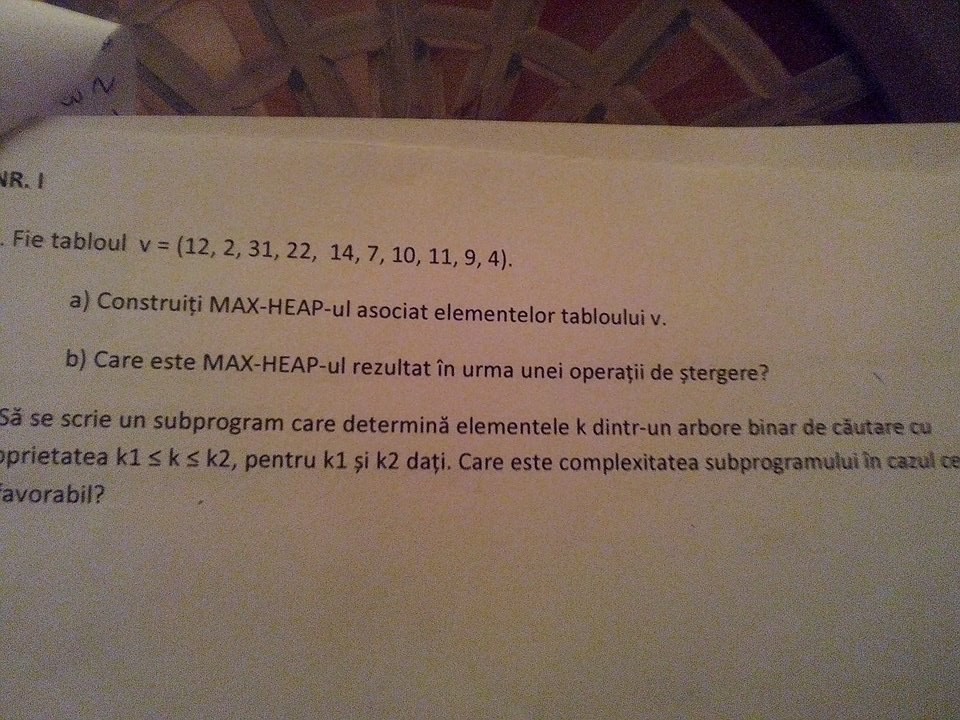 NR. I
. Fie tabloul v = (12, 2, 31, 22, 14, 7, 10, 11, 9, 4).
a) Construiți MAX-HEAP-ul asociat elementelor tabloului v.
b) Care este MAX-HEAP-ul rezultat în urma unei operații de ștergere?
Să se scrie un subprogram care determină elementele k dintr-un arbore binar de căutare cu
oprietatea k1 ≤ k ≤ k2, pentru k1 și k2 dați. Care este complexitatea subprogramului în cazul ce
favorabil?